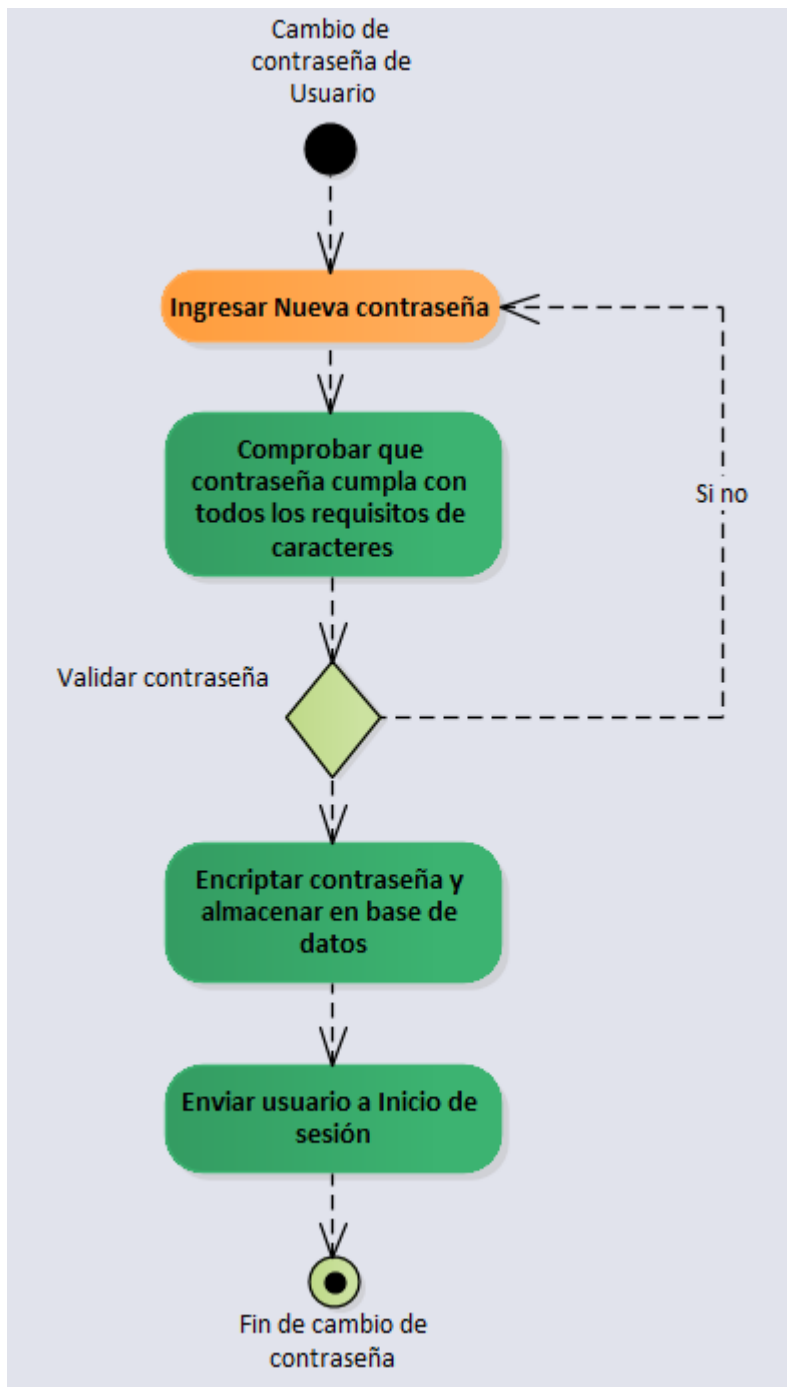 Cambio de
contraseña de
Usuario
Ingresar Nueva contraseña
Comprobar que
contraseña cumpla con
todos los requisitos de
caracteres
Si no
Validar contraseña
Encriptar contraseña y
almacenar en base de
datos
Enviar usuario a Inicio de
sesión
Fin de cambio de
contraseña